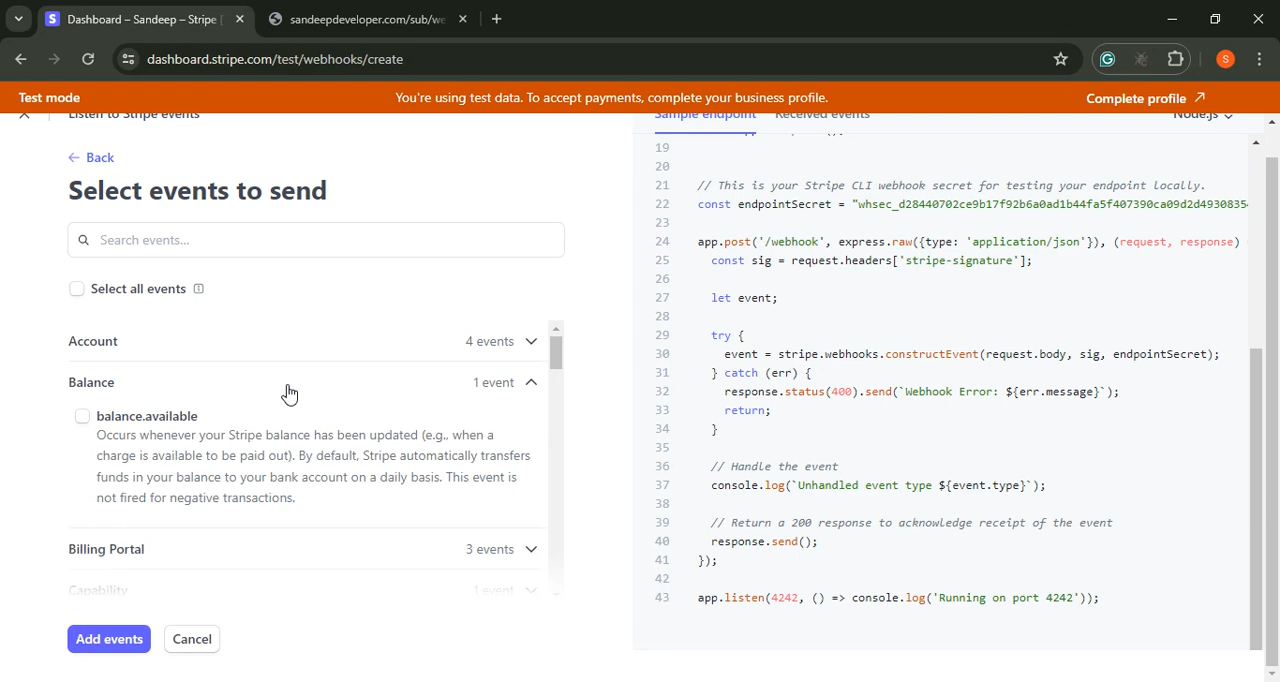 Dashboard – Sandeep – Stripe
sandeepdeveloper.com/sub/we
dashboard.stripe.com/test/webhooks/create
S
Test mode
You're using test data. To accept payments, complete your business profile.
Complete profile
Listen to Stripe events
Back
Select events to send
Search events...
Select all events
Account 4 events
Balance 1 event
balance.available
Occurs whenever your Stripe balance has been updated (e.g., when a
charge is available to be paid out). By default, Stripe automatically transfers
funds in your balance to your bank account on a daily basis. This event is
not fired for negative transactions.
Billing Portal 3 events
Capability 1 event
Add events Cancel
Sample endpoint Received events Node.js
19
20
21 // This is your Stripe CLI webhook secret for testing your endpoint locally.
22 const endpointSecret = "whsec_d28440702ce9b17f92b6a0ad1b44fa5f407390ca09d2d4930835
23
24 app.post('/webhook', express.raw({type: 'application/json'}), (request, response)
25 const sig = request.headers['stripe-signature'];
26
27 let event;
28
29 try {
30 event = stripe.webhooks.constructEvent(request.body, sig, endpointSecret);
31 } catch (err) {
32 response.status(400).send(`Webhook Error: ${err.message}`);
33 return;
34 }
35
36 // Handle the event
37 console.log(`Unhandled event type ${event.type}`);
38
39 // Return a 200 response to acknowledge receipt of the event
40 response.send();
41 });
42
43 app.listen(4242, () => console.log('Running on port 4242'));